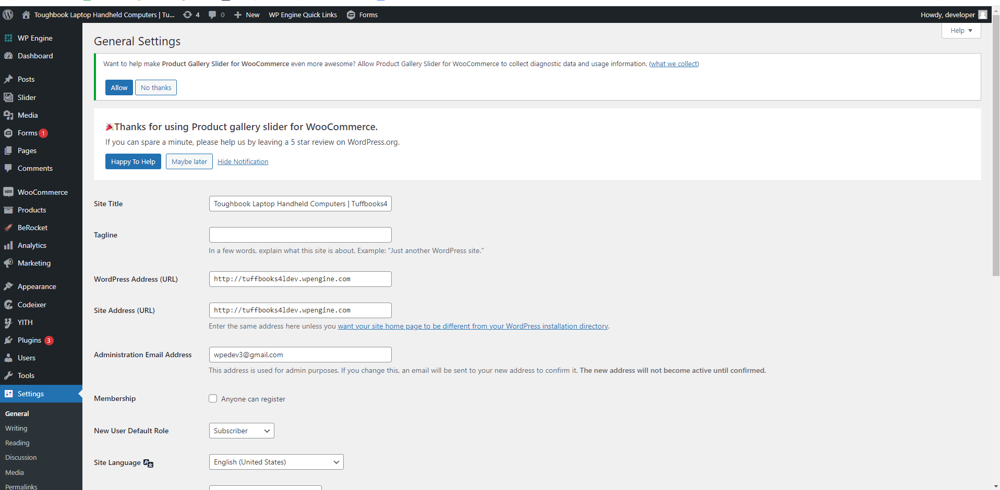 Toughbook Laptop Handheld Computers | Tu...
4
0
New
WP Engine Quick Links
Forms
Howdy, developer
WP Engine
Dashboard
Posts
Slider
Media
Forms 1
Pages
Comments
WooCommerce
Products
BeRocket
Analytics
Marketing
Appearance
Codeixer
YITH
Plugins 3
Users
Tools
Settings
General
Writing
Reading
Discussion
Media
Permalinks
Help
General Settings
Want to help make Product Gallery Slider for WooCommerce even more awesome? Allow Product Gallery Slider for WooCommerce to collect diagnostic data and usage information. (what we collect)
Allow
No thanks
Thanks for using Product gallery slider for WooCommerce.
If you can spare a minute, please help us by leaving a 5 star review on WordPress.org.
Happy To Help
Maybe later
Hide Notification
Site Title
Toughbook Laptop Handheld Computers | Tuffbooks4
Tagline
In a few words, explain what this site is about. Example: “Just another WordPress site.”
WordPress Address (URL)
http://tuffbooks4ldev.wpengine.com
Site Address (URL)
http://tuffbooks4ldev.wpengine.com
Enter the same address here unless you want your site home page to be different from your WordPress installation directory.
Administration Email Address
wpedev3@gmail.com
This address is used for admin purposes. If you change this, an email will be sent to your new address to confirm it. The new address will not become active until confirmed.
Membership
Anyone can register
New User Default Role
Subscriber
Site Language
English (United States)